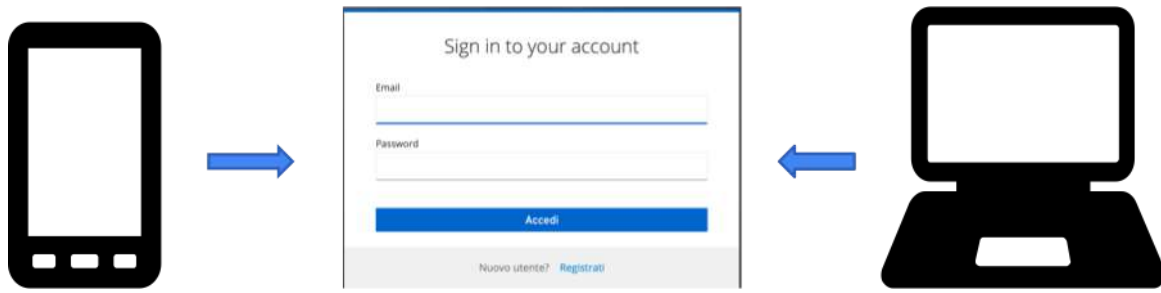 Sign in to your account
Email
Password
Accedi
Nuovo utente? Registrati